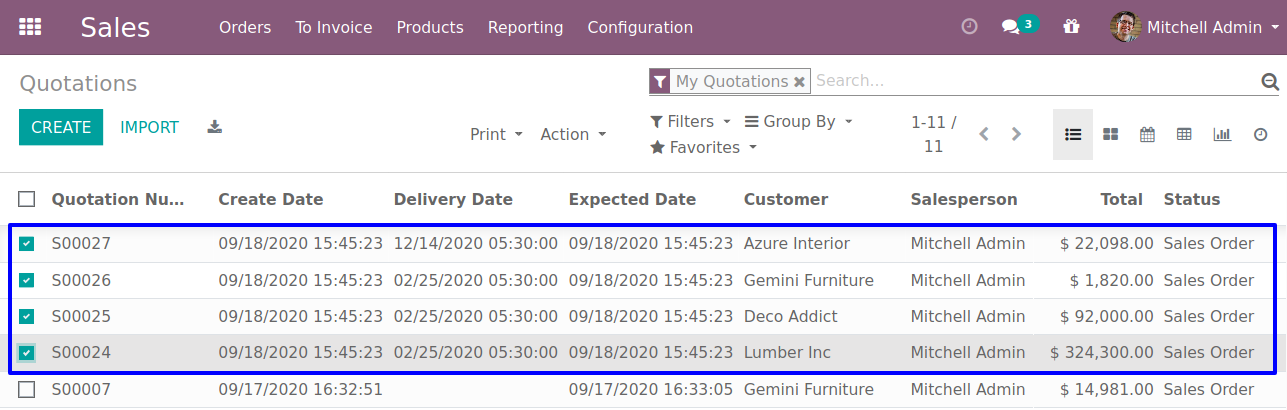 Sales Orders To Invoice Products Reporting Configuration 3 Mitchell Admin
Quotations My Quotations Search...
CREATE IMPORT Print Action Filters Group By 1-11 / 11
Favorites
Quotation Nu... Create Date Delivery Date Expected Date Customer Salesperson Total Status
S00027 09/18/2020 15:45:23 12/14/2020 05:30:00 09/18/2020 15:45:23 Azure Interior Mitchell Admin $ 22,098.00 Sales Order
S00026 09/18/2020 15:45:23 02/25/2020 05:30:00 09/18/2020 15:45:23 Gemini Furniture Mitchell Admin $ 1,820.00 Sales Order
S00025 09/18/2020 15:45:23 02/25/2020 05:30:00 09/18/2020 15:45:23 Deco Addict Mitchell Admin $ 92,000.00 Sales Order
S00024 09/18/2020 15:45:23 02/25/2020 05:30:00 09/18/2020 15:45:23 Lumber Inc Mitchell Admin $ 324,300.00 Sales Order
S00007 09/17/2020 16:32:51 09/17/2020 16:33:05 Gemini Furniture Mitchell Admin $ 14,981.00 Sales Order